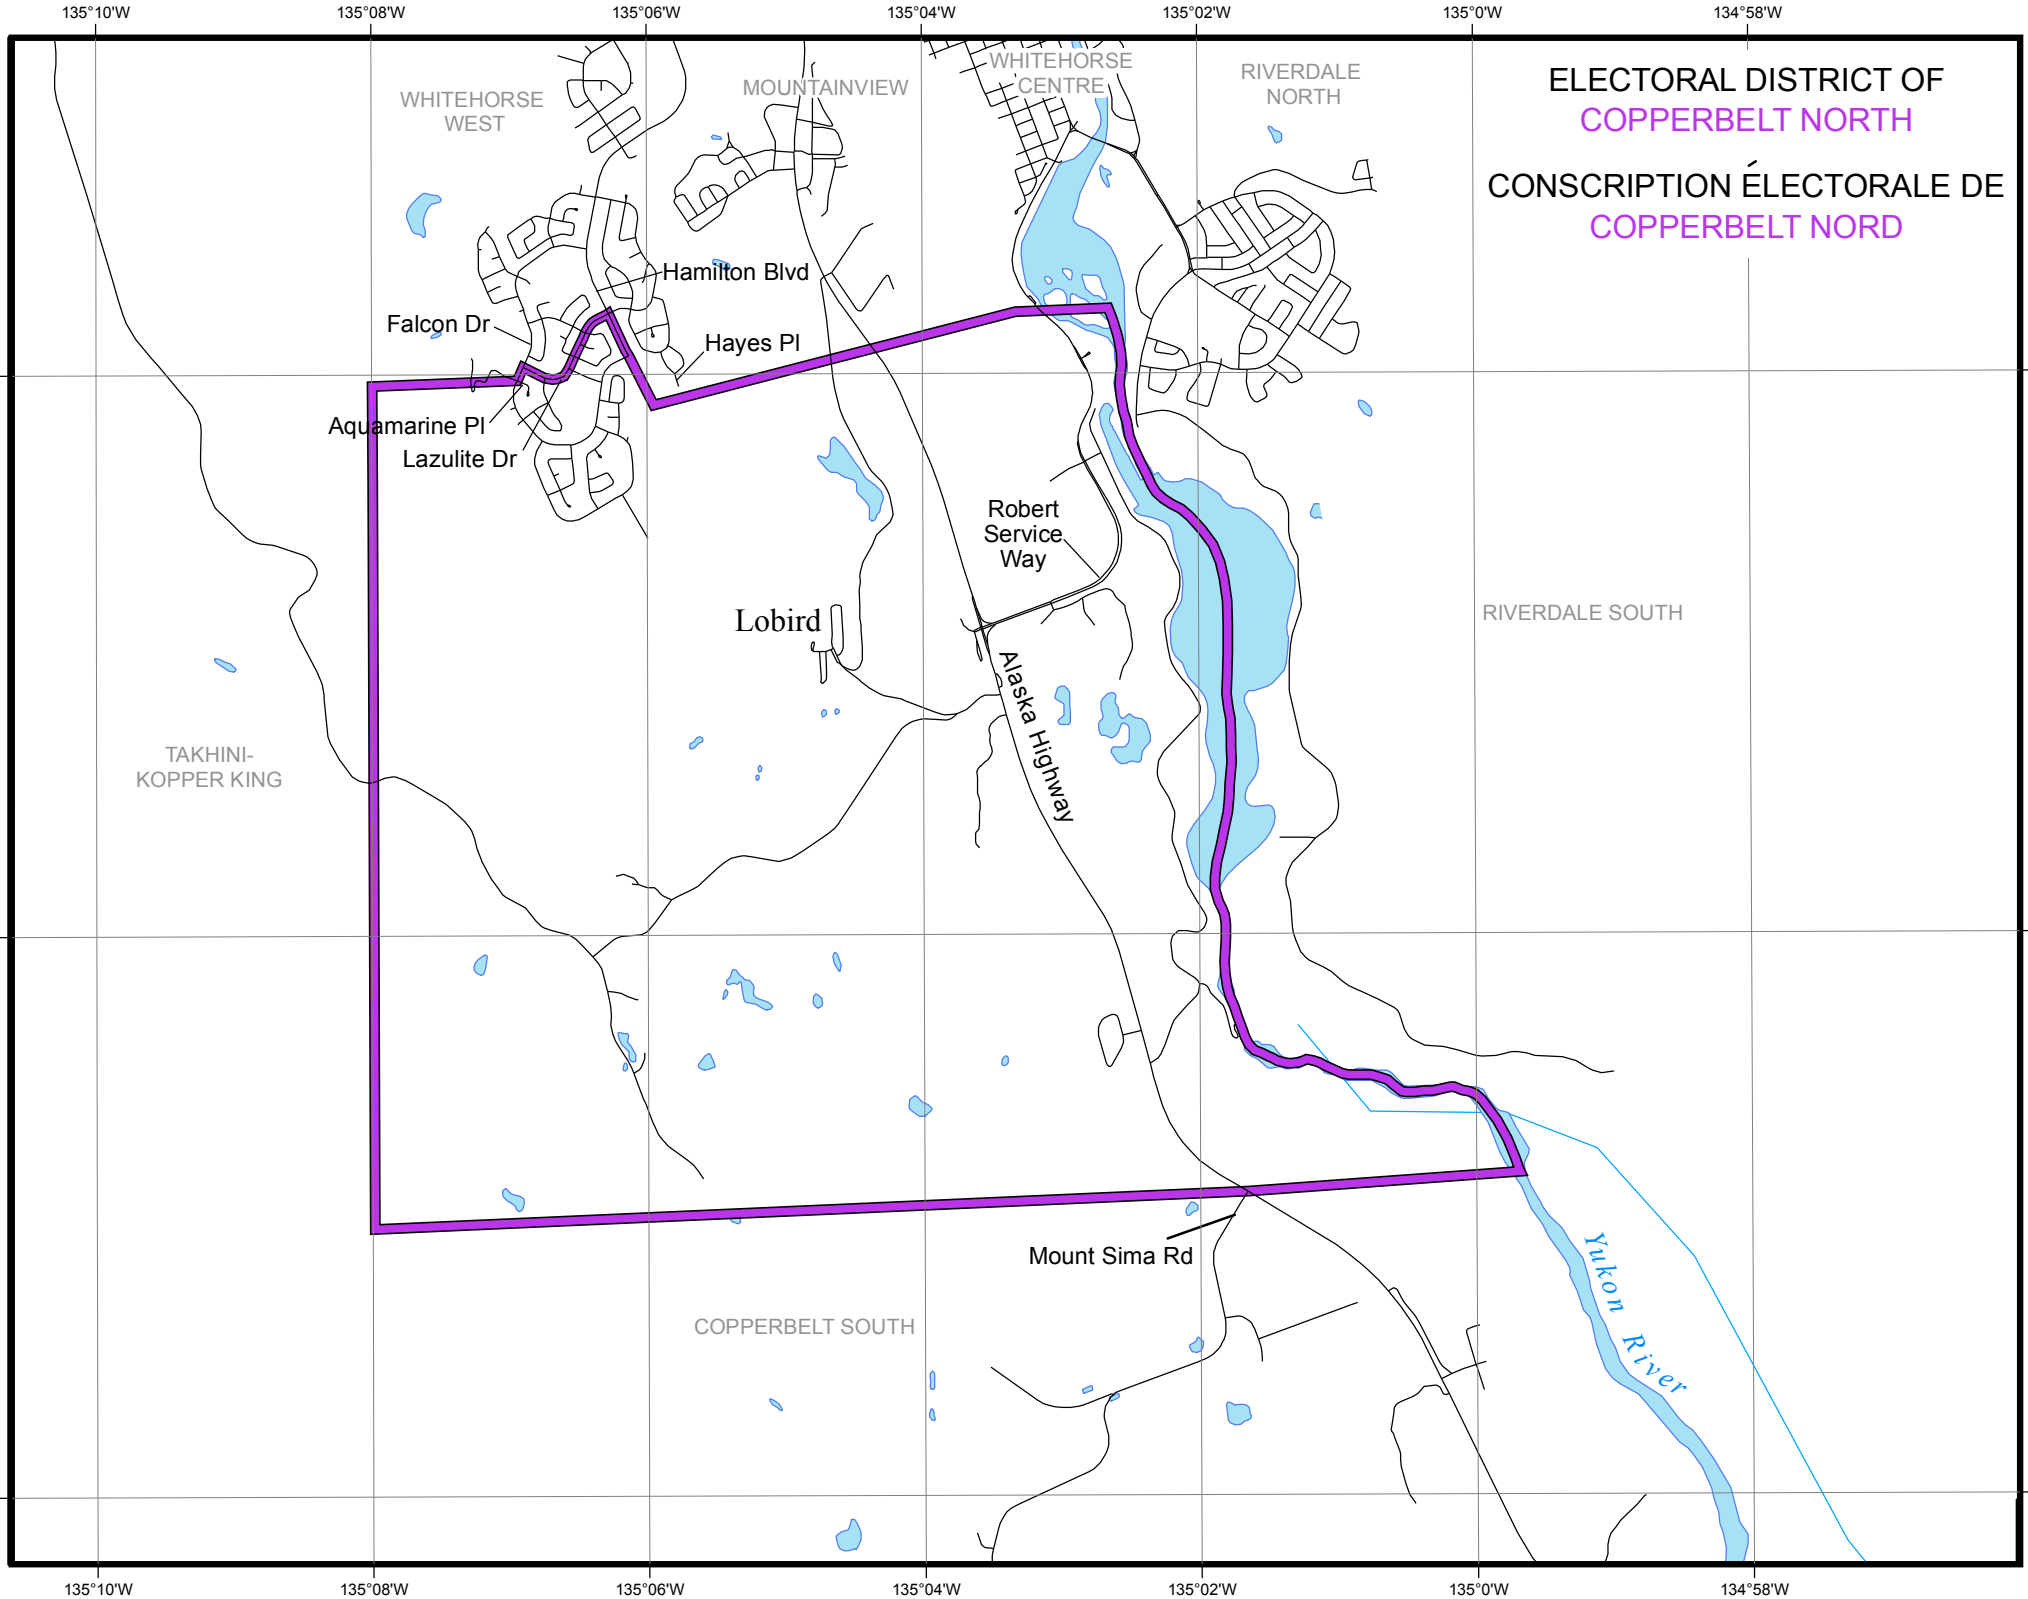 135°10'W
135°08'W
135°06'W
135°04'W
135°02'W
135°0'W
134°58'W
ELECTORAL DISTRICT OF
COPPERBELT NORTH
CONSCRIPTION ÉLECTORALE DE
COPPERBELT NORD
WHITEHORSE
WEST
MOUNTAINVIEW
WHITEHORSE
CENTRE
RIVERDALE
NORTH
Hamilton Blvd
Falcon Dr
Hayes Pl
Aquamarine Pl
Lazulite Dr
Robert
Service
Way
Lobird
RIVERDALE SOUTH
Alaska Highway
TAKHINI-
KOPPER KING
Mount Sima Rd
Yukon River
COPPERBELT SOUTH
135°10'W
135°08'W
135°06'W
135°04'W
135°02'W
135°0'W
134°58'W